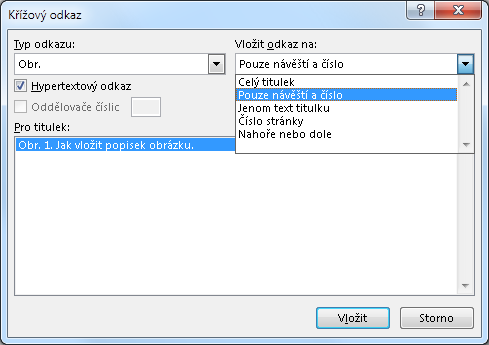 Křížový odkaz
Typ odkazu:
Vložit odkaz na:
Obr.
Pouze návěští a číslo
Hypertextový odkaz
Oddělovače číslic
Celý titulek
Pouze návěští a číslo
Jenom text titulku
Číslo stránky
Nahoře nebo dole
Pro titulek:
Obr. 1. Jak vložit popisek obrázku.
Vložit
Storno